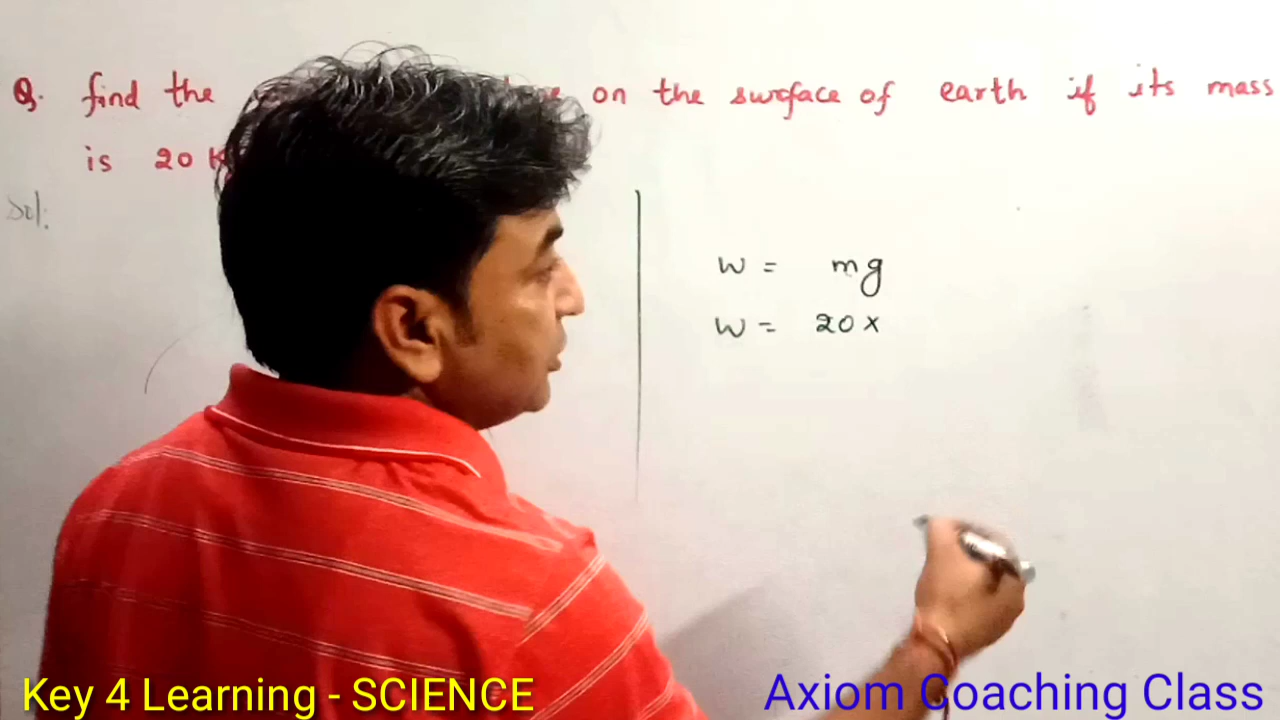 Q. find the on the surface of earth if its mass
is 20 K
Sol:
W = mg
W = 20 x
Key 4 Learning - SCIENCE
Axiom Coaching Class